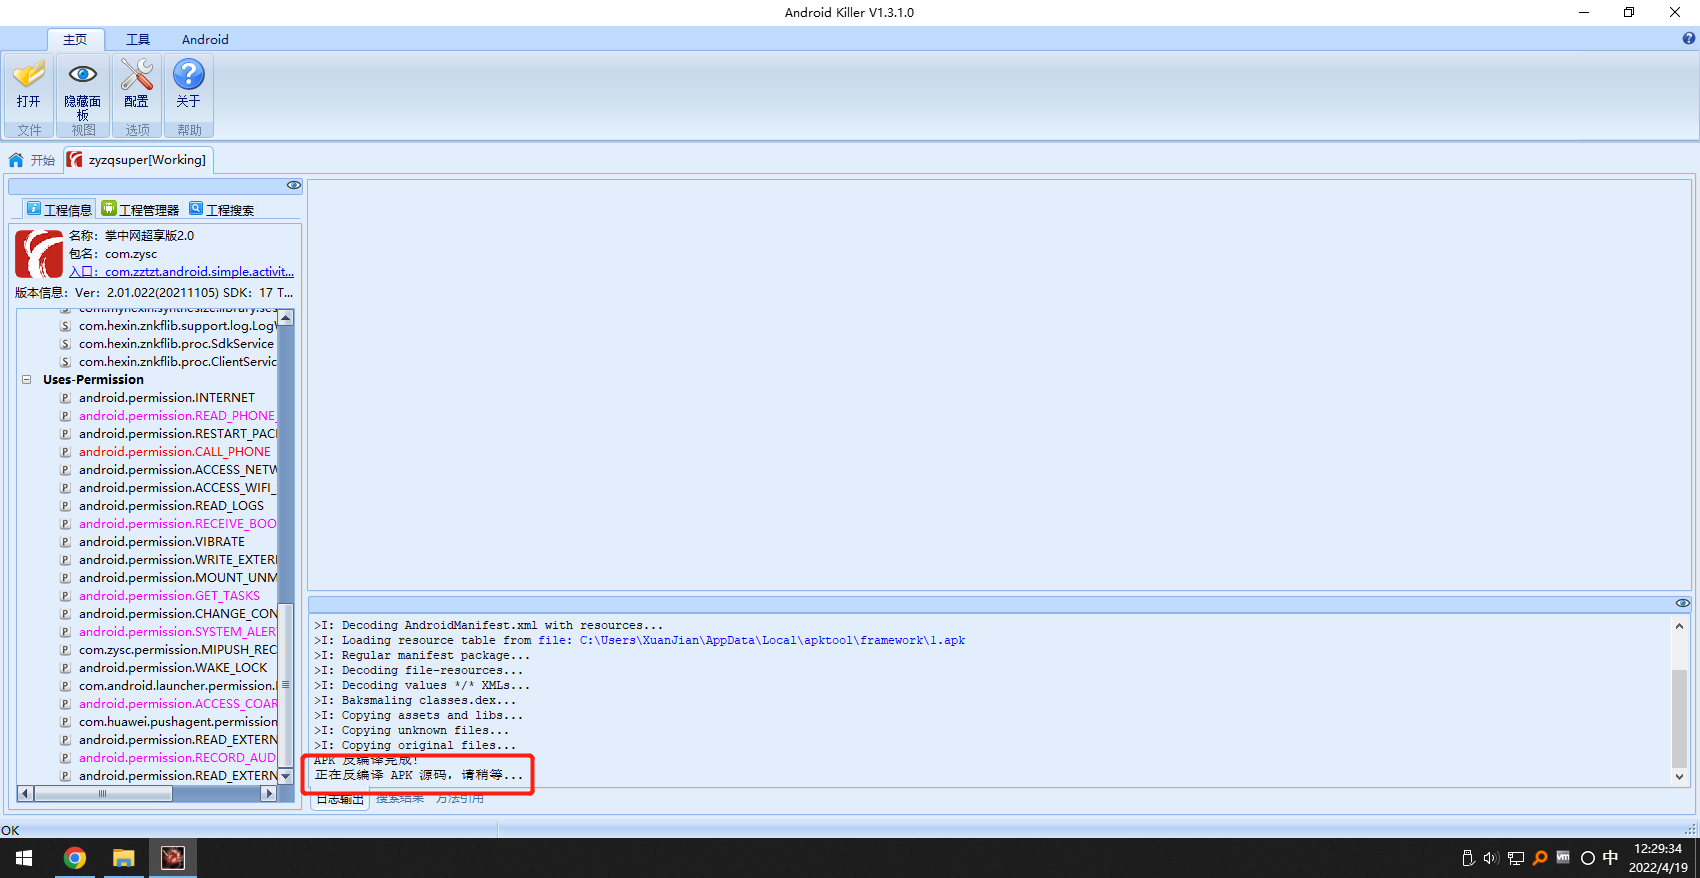 Android Killer V1.3.1.0
主页 工具 Android
打开 隐藏面板 配置 关于
文件 视图 选项 帮助
开始 zyzqsuper[Working]
工程信息 工程管理器 工程搜索
名称：掌中网超享版2.0
包名：com.zysc
入口：com.zztzt.android.simple.activit...
版本信息：Ver：2.01.022(20211105) SDK：17 T...
com.myhexin.synthesize.library.ses
com.hexin.znkflib.support.log.LogW
com.hexin.znkflib.proc.SdkService
com.hexin.znkflib.proc.ClientServic
Uses-Permission
android.permission.INTERNET
android.permission.READ_PHONE_
android.permission.RESTART_PACK
android.permission.CALL_PHONE
android.permission.ACCESS_NETW
android.permission.ACCESS_WIFI_
android.permission.READ_LOGS
android.permission.RECEIVE_BOO
android.permission.VIBRATE
android.permission.WRITE_EXTERN
android.permission.MOUNT_UNM
android.permission.GET_TASKS
android.permission.CHANGE_CON
android.permission.SYSTEM_ALER
com.zysc.permission.MIPUSH_REC
android.permission.WAKE_LOCK
com.android.launcher.permission.
android.permission.ACCESS_COAR
com.huawei.pushagent.permission
android.permission.READ_EXTERN
android.permission.RECORD_AUD
android.permission.READ_EXTERN
>I: Decoding AndroidManifest.xml with resources...
>I: Loading resource table from file: C:\Users\XuanJian\AppData\Local\apktool\framework\1.apk
>I: Regular manifest package...
>I: Decoding file-resources...
>I: Decoding values */* XMLs...
>I: Baksmaling classes.dex...
>I: Copying assets and libs...
>I: Copying unknown files...
>I: Copying original files...
APK 反编译完成!
正在反编译 APK 源码，请稍等...
日志输出 搜索结果 方法引用
OK
中
12:29:34
2022/4/19